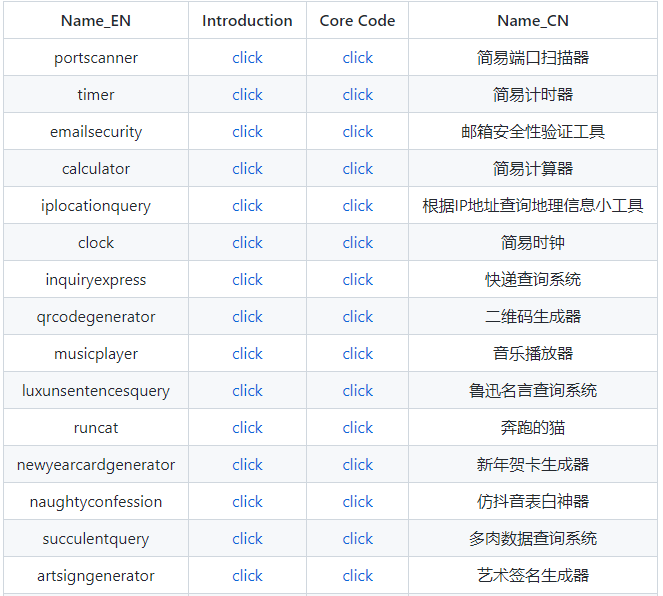 Name_EN Introduction Core Code Name_CN
portscanner click click 简易端口扫描器
timer click click 简易计时器
emailsecurity click click 邮箱安全性验证工具
calculator click click 简易计算器
iplocationquery click click 根据IP地址查询地理信息小工具
clock click click 简易时钟
inquiryexpress click click 快递查询系统
qrcodegenerator click click 二维码生成器
musicplayer click click 音乐播放器
luxunsentencesquery click click 鲁迅名言查询系统
runcat click click 奔跑的猫
newyearcardgenerator click click 新年贺卡生成器
naughtyconfession click click 仿抖音表白神器
succulentquery click click 多肉数据查询系统
artsigngenerator click click 艺术签名生成器